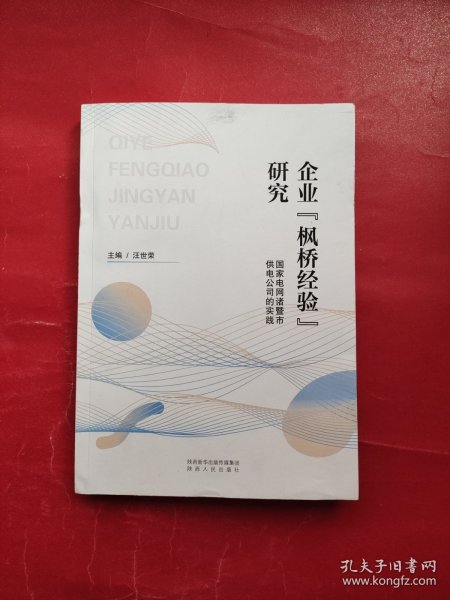 QIYE
FENGQIAO
JINGYAN
YANJIU
企业『枫桥经验』
研究
国家电网诸暨市
供电公司的实践
主编 / 汪世荣
陕西新华出版传媒集团
陕西人民出版社
孔夫子旧书网
www.kongfz.com